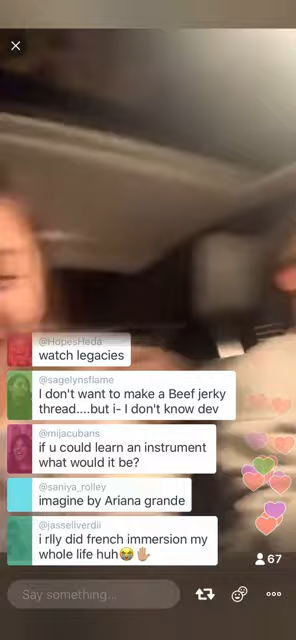 @HopesHeda
watch legacies
@sagelynsflame
I don't want to make a Beef jerky
thread....but i- I don't know dev
@mijacubans
if u could learn an instrument
what would it be?
@saniya_rolley
imagine by Ariana grande
@jassellverdii
i rlly did french immersion my
whole life huh😭✋🏼
67
Say something...